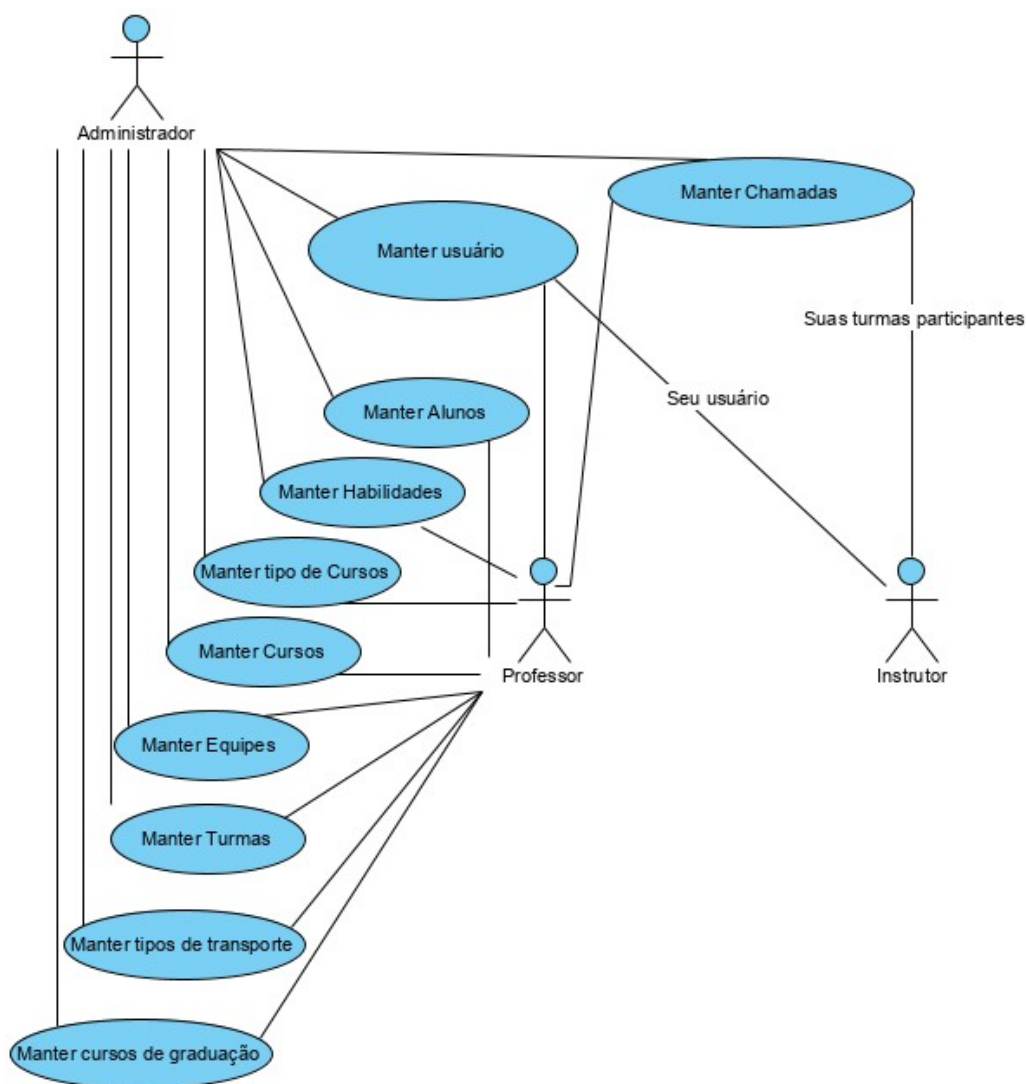 Administrador
Manter Chamadas
Manter usuário
Suas turmas participantes
Seu usuário
Manter Alunos
Manter Habilidades
Manter tipo de Cursos
Manter Cursos
Professor
Instrutor
Manter Equipes
Manter Turmas
Manter tipos de transporte
Manter cursos de graduação